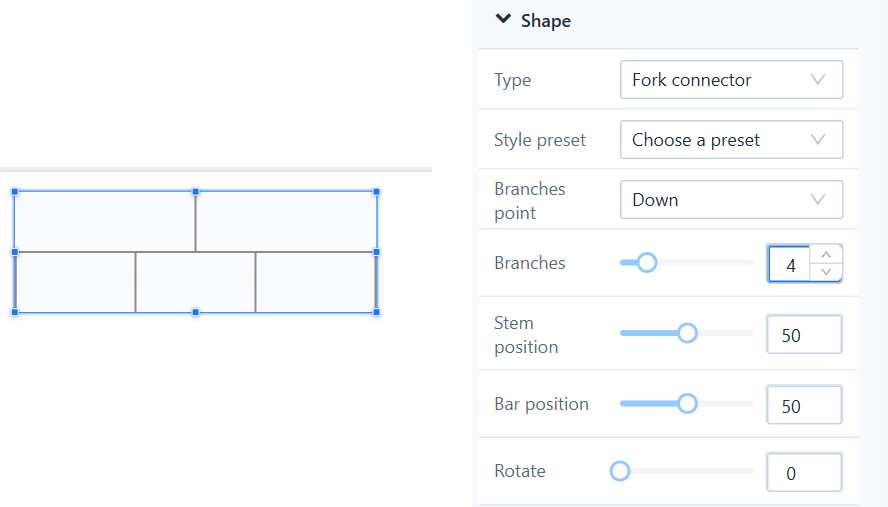 Shape
Type
Fork connector
Style preset
Choose a preset
Branches
point
Down
Branches
4
Stem
position
50
Bar position
50
Rotate
0